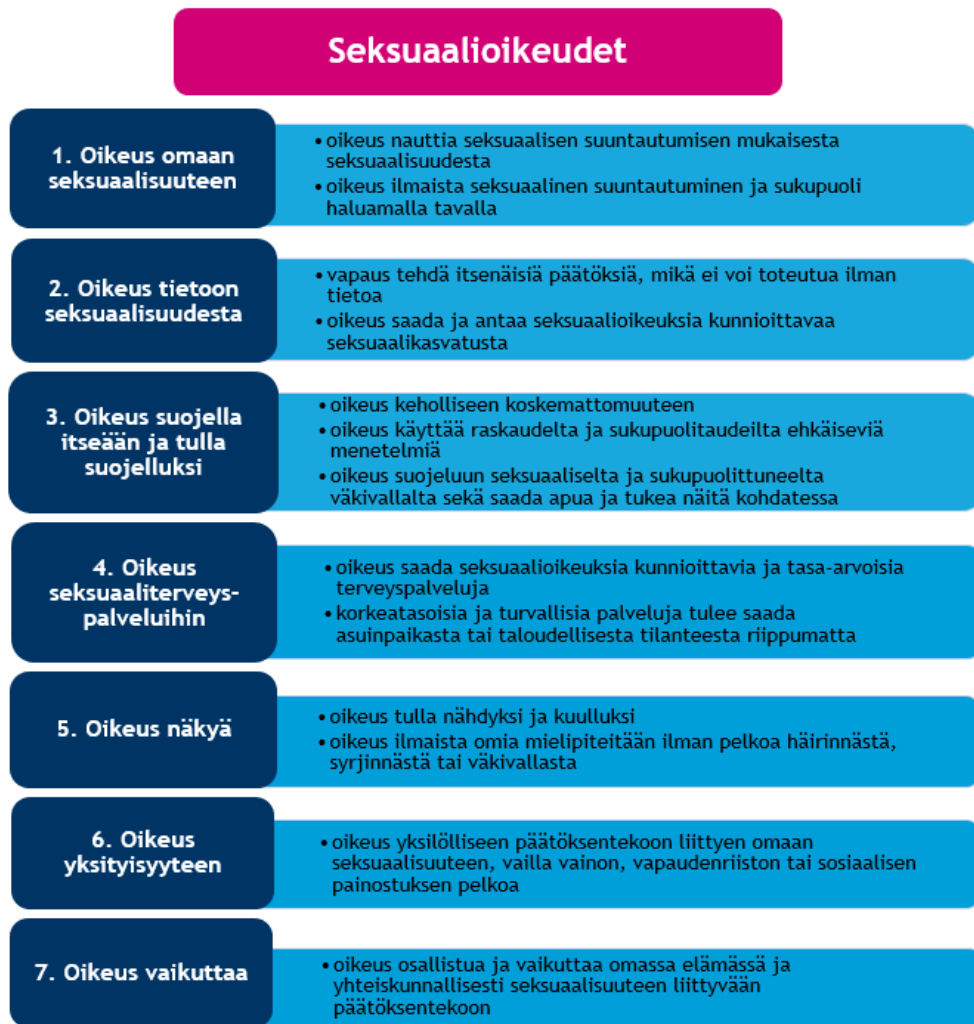 Seksuaalioikeudet
1. Oikeus omaan
seksuaalisuuteen
• oikeus nauttia seksuaalisen suuntautumisen mukaisesta
seksuaalisuudesta
• oikeus ilmaista seksuaalinen suuntautuminen ja sukupuoli
haluamalla tavalla
2. Oikeus tietoon
seksuaalisuudesta
• vapaus tehdä itsenäisiä päätöksiä, mikä ei voi toteutua ilman
tietoa
• oikeus saada ja antaa seksuaalioikeuksia kunnioittavaa
seksuaalikasvatusta
3. Oikeus suojella
itseään ja tulla
suojelluksi
• oikeus keholliseen koskemattomuuteen
• oikeus käyttää raskaudelta ja sukupuolitaudeilta ehkäiseviä
menetelmiä
• oikeus suojeluun seksuaaliselta ja sukupuolittuneelta
väkivallalta sekä saada apua ja tukea näitä kohdatessa
4. Oikeus
seksuaaliterveys-
palveluihin
• oikeus saada seksuaalioikeuksia kunnioittavia ja tasa-arvoisia
terveyspalveluja
• korkeatasoisia ja turvallisia palveluja tulee saada
asuinpaikasta tai taloudellisesta tilanteesta riippumatta
5. Oikeus näkyä
• oikeus tulla nähdyksi ja kuulluksi
• oikeus ilmaista omia mielipiteitään ilman pelkoa häirinnästä,
syrjinnästä tai väkivallasta
6. Oikeus
yksityisyyteen
• oikeus yksilölliseen päätöksentekoon liittyen omaan
seksuaalisuuteen, vailla vainon, vapaudenriiston tai sosiaalisen
painostuksen pelkoa
7. Oikeus vaikuttaa
• oikeus osallistua ja vaikuttaa omassa elämässä ja
yhteiskunnallisesti seksuaalisuuteen liittyvään
päätöksentekoon